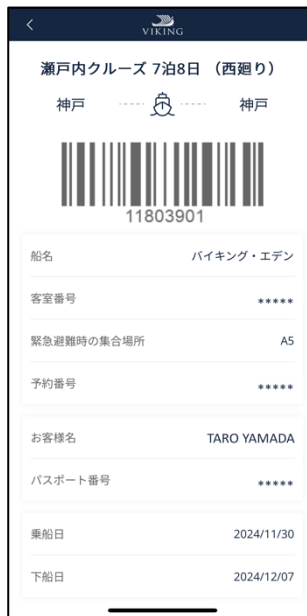 VIKING
瀬戸内クルーズ 7泊8日 （西廻り）
神戸 神戸
11803901
船名 バイキング・エデン
客室番号 *****
緊急避難時の集合場所 A5
予約番号 *****
お客様名 TARO YAMADA
パスポート番号 *****
乗船日 2024/11/30
下船日 2024/12/07